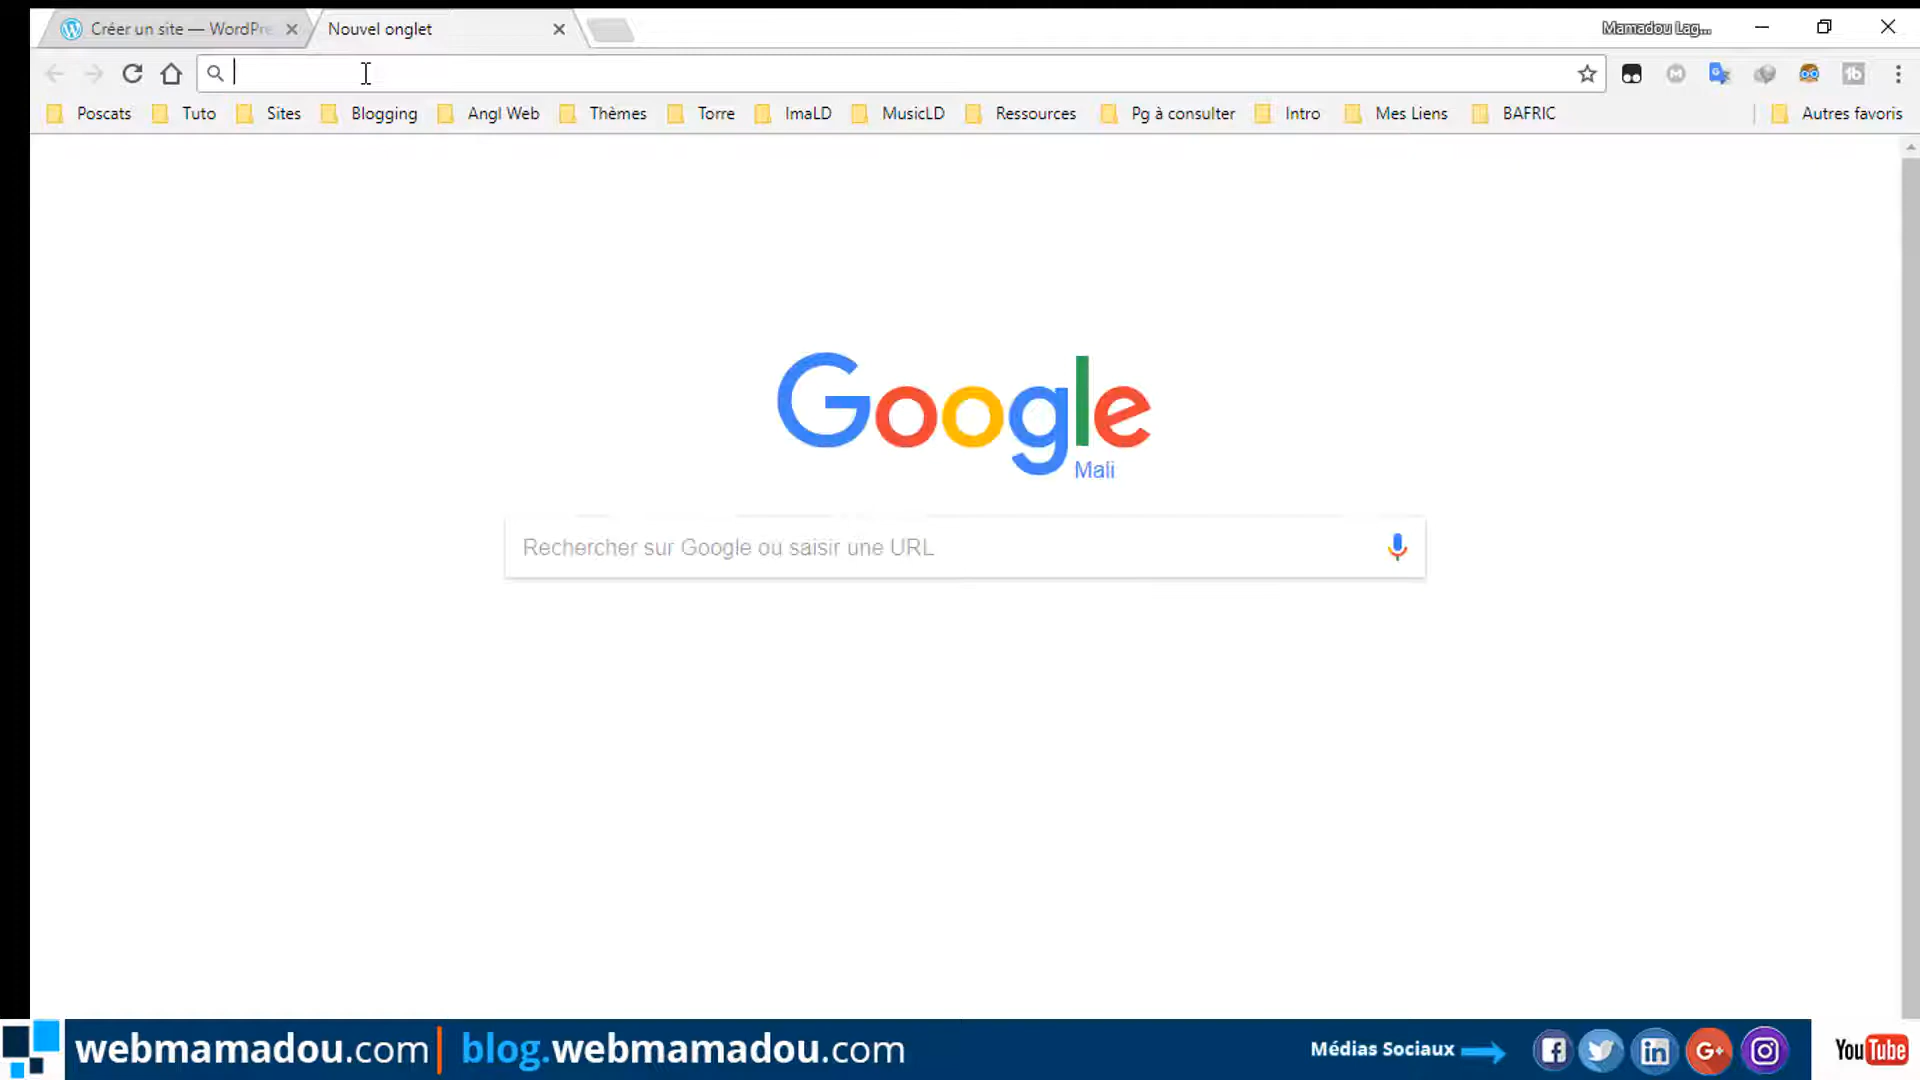 Créer un site — WordPre
Nouvel onglet
Mamadou Lag...
Poscats Tuto Sites Blogging Angl Web Thèmes Torre ImaLD MusicLD Ressources Pg à consulter Intro Mes Liens BAFRIC Autres favoris
Google
Mali
Rechercher sur Google ou saisir une URL
webmamadou.com | blog.webmamadou.com Médias Sociaux YouTube